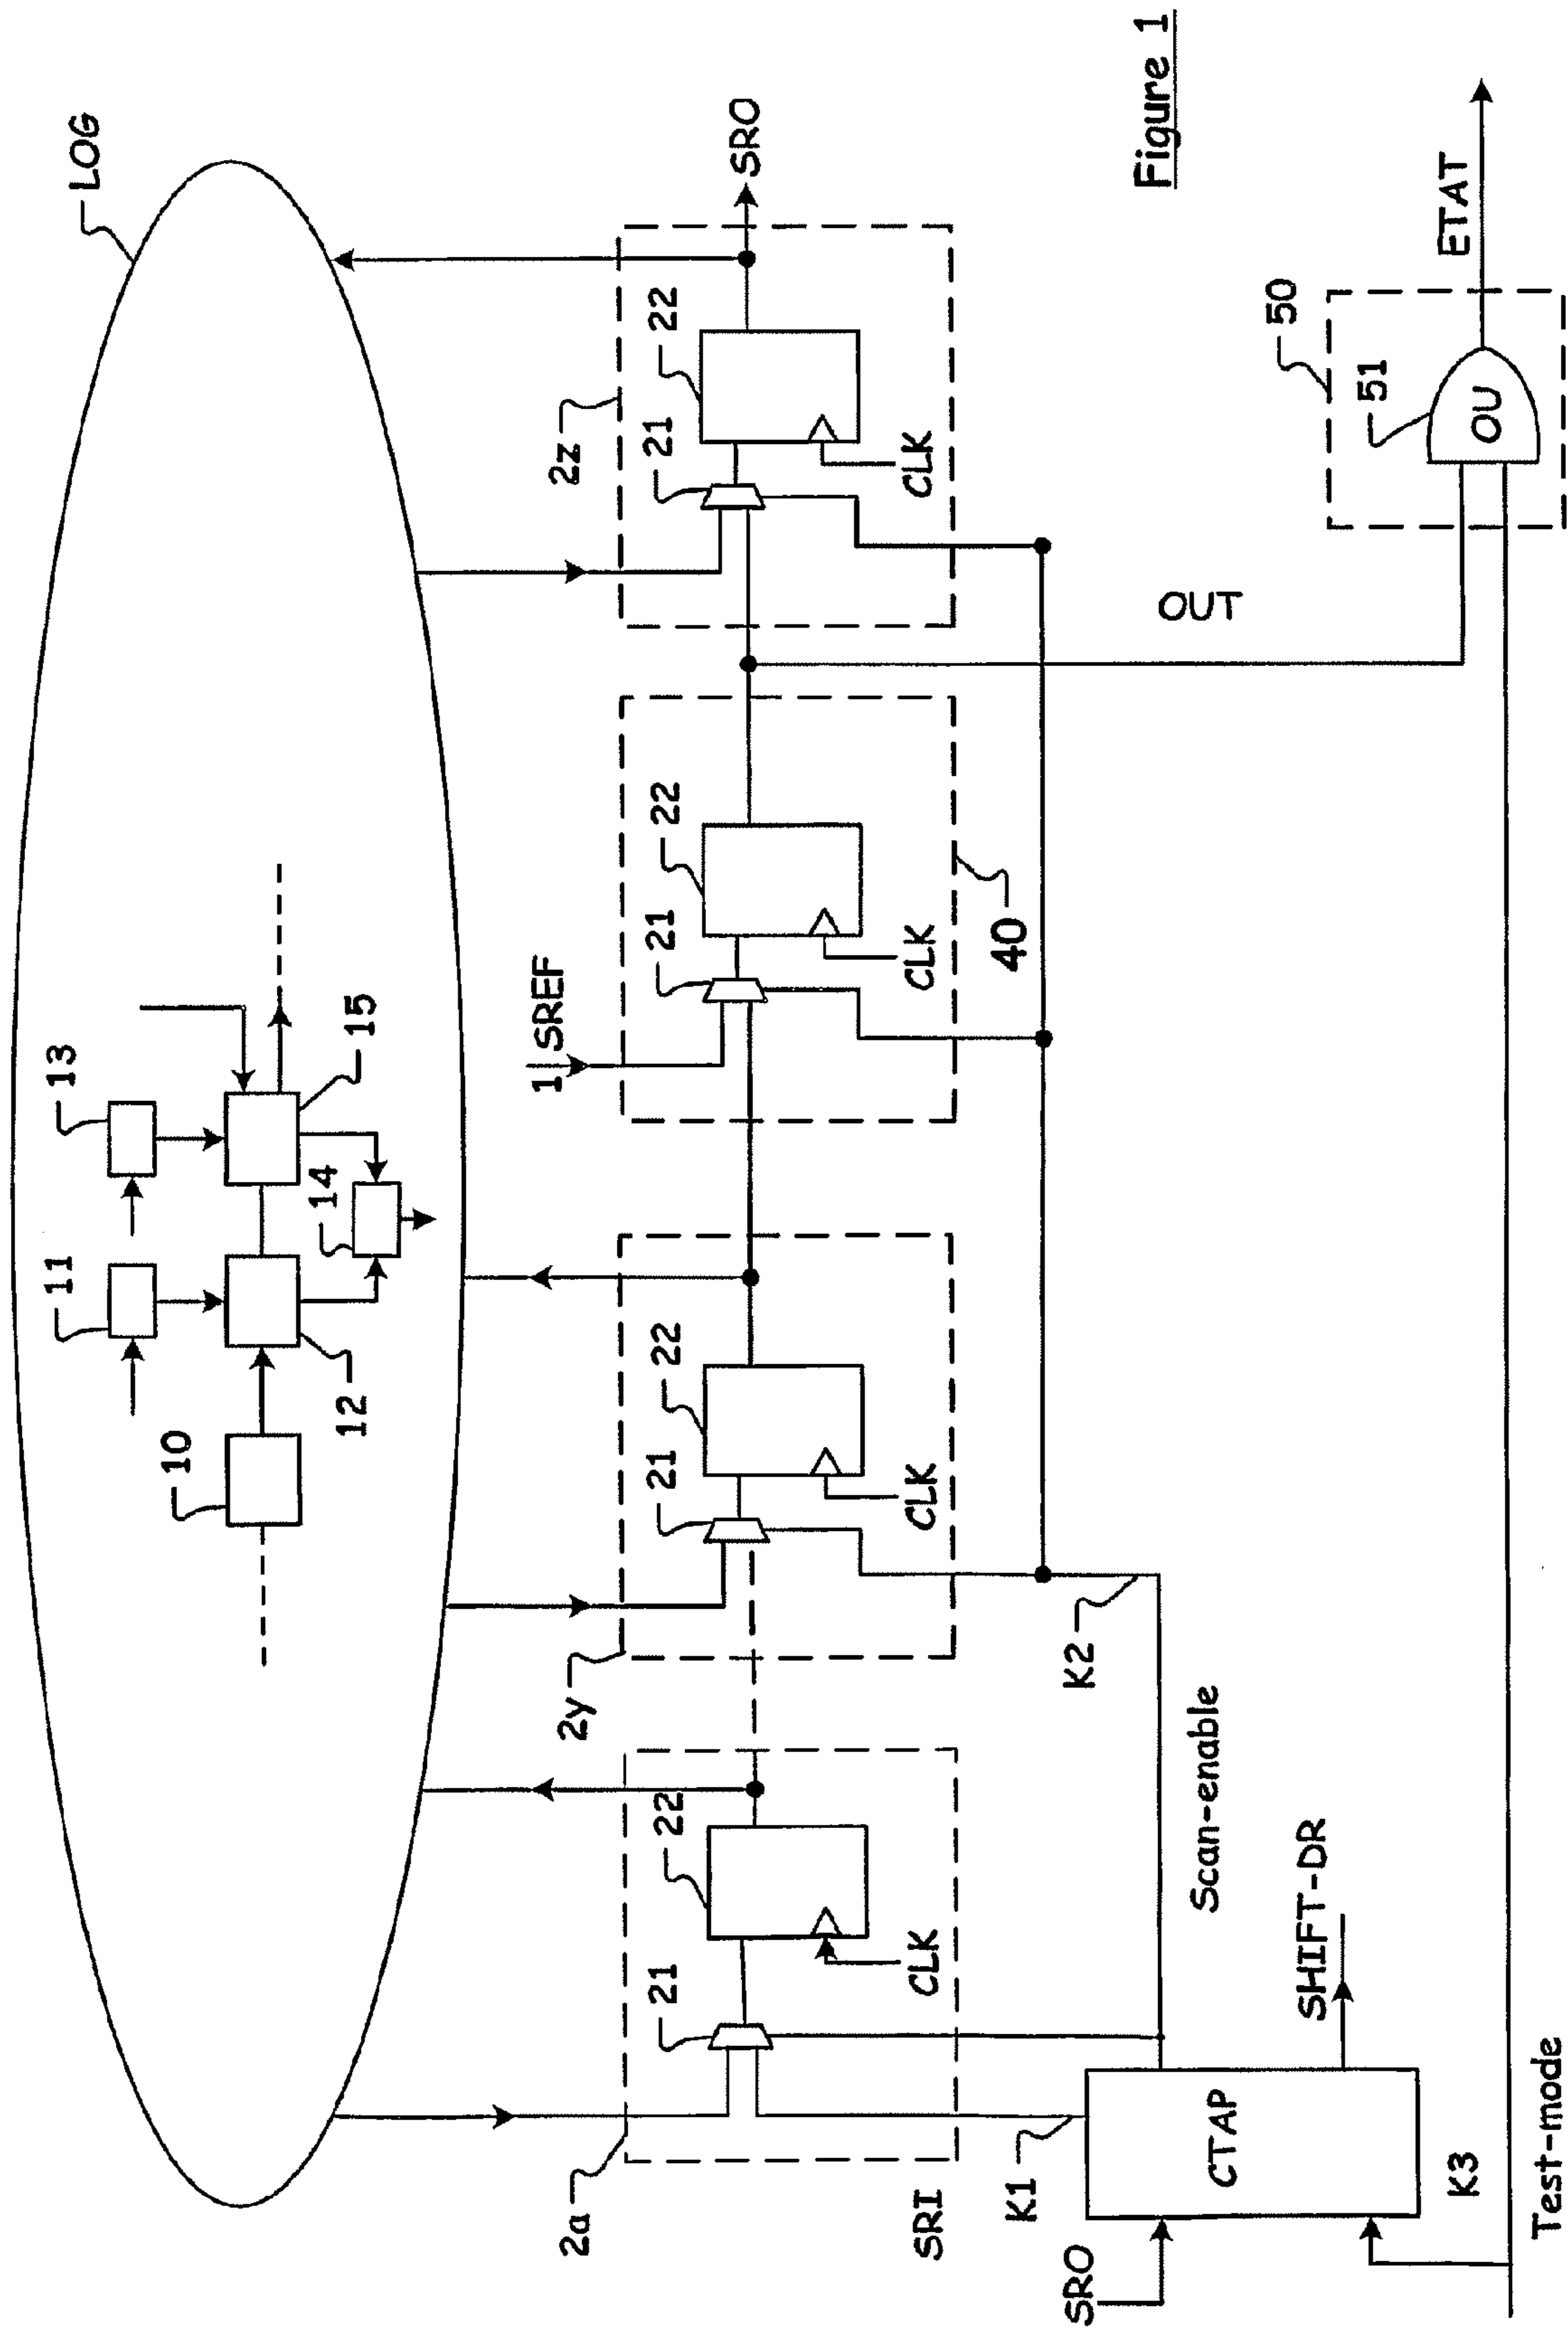 LOG
13
11
15
14
10
12
1 SREF
SRO
2a
21
22
CLK
2y
21
22
CLK
21
22
CLK
40
2z
21
22
CLK
SRI
K1
K2
Scan-enable
OUT
SRO
CTAP
SHIFT-DR
K3
Test-mode
50
51
OU
ETAT
Figure 1